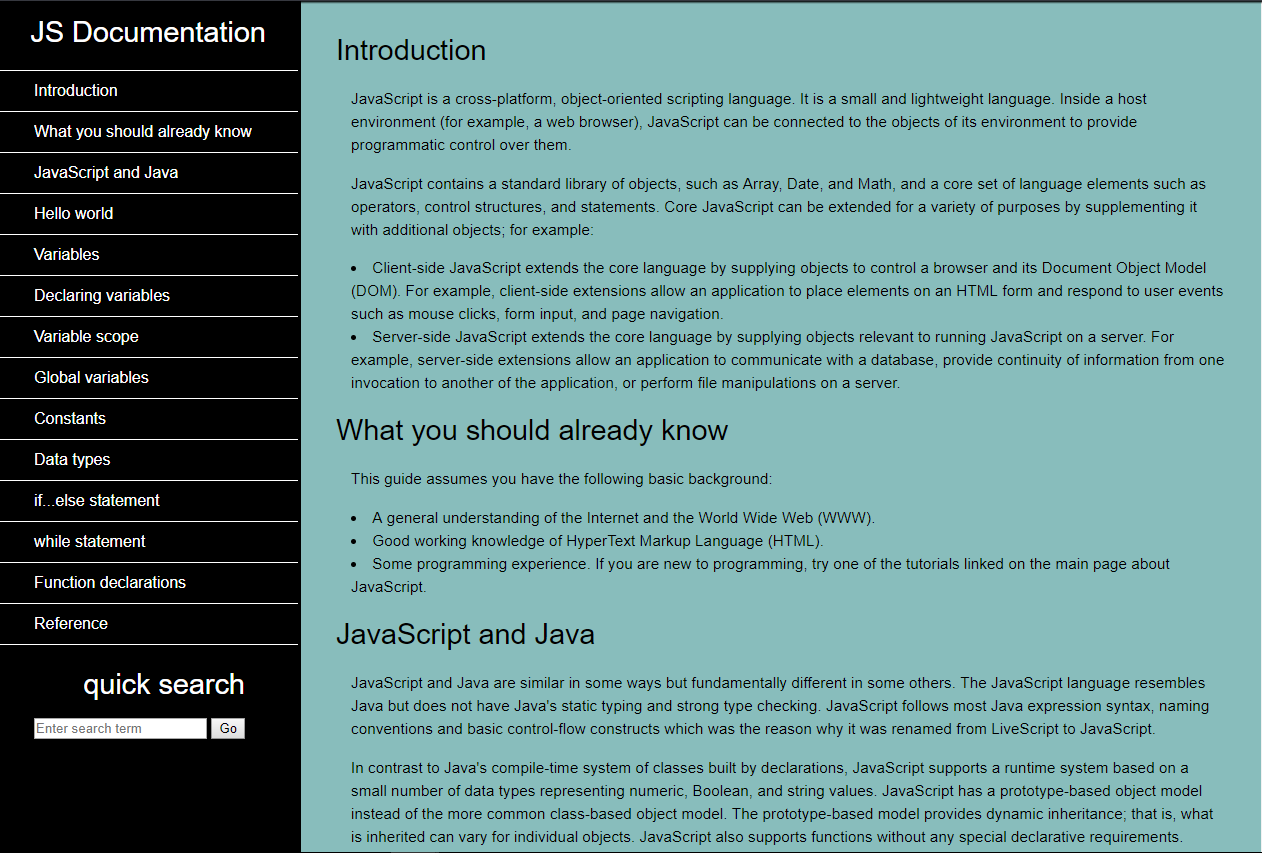 JS Documentation
Introduction
What you should already know
JavaScript and Java
Hello world
Variables
Declaring variables
Variable scope
Global variables
Constants
Data types
if...else statement
while statement
Function declarations
Reference
quick search
Enter search term
Go
Introduction
JavaScript is a cross-platform, object-oriented scripting language. It is a small and lightweight language. Inside a host
environment (for example, a web browser), JavaScript can be connected to the objects of its environment to provide
programmatic control over them.
JavaScript contains a standard library of objects, such as Array, Date, and Math, and a core set of language elements such as
operators, control structures, and statements. Core JavaScript can be extended for a variety of purposes by supplementing it
with additional objects; for example:
• Client-side JavaScript extends the core language by supplying objects to control a browser and its Document Object Model
(DOM). For example, client-side extensions allow an application to place elements on an HTML form and respond to user events
such as mouse clicks, form input, and page navigation.
• Server-side JavaScript extends the core language by supplying objects relevant to running JavaScript on a server. For
example, server-side extensions allow an application to communicate with a database, provide continuity of information from one
invocation to another of the application, or perform file manipulations on a server.
What you should already know
This guide assumes you have the following basic background:
• A general understanding of the Internet and the World Wide Web (WWW).
• Good working knowledge of HyperText Markup Language (HTML).
• Some programming experience. If you are new to programming, try one of the tutorials linked on the main page about
JavaScript.
JavaScript and Java
JavaScript and Java are similar in some ways but fundamentally different in some others. The JavaScript language resembles
Java but does not have Java's static typing and strong type checking. JavaScript follows most Java expression syntax, naming
conventions and basic control-flow constructs which was the reason why it was renamed from LiveScript to JavaScript.
In contrast to Java's compile-time system of classes built by declarations, JavaScript supports a runtime system based on a
small number of data types representing numeric, Boolean, and string values. JavaScript has a prototype-based object model
instead of the more common class-based object model. The prototype-based model provides dynamic inheritance; that is, what
is inherited can vary for individual objects. JavaScript also supports functions without any special declarative requirements.